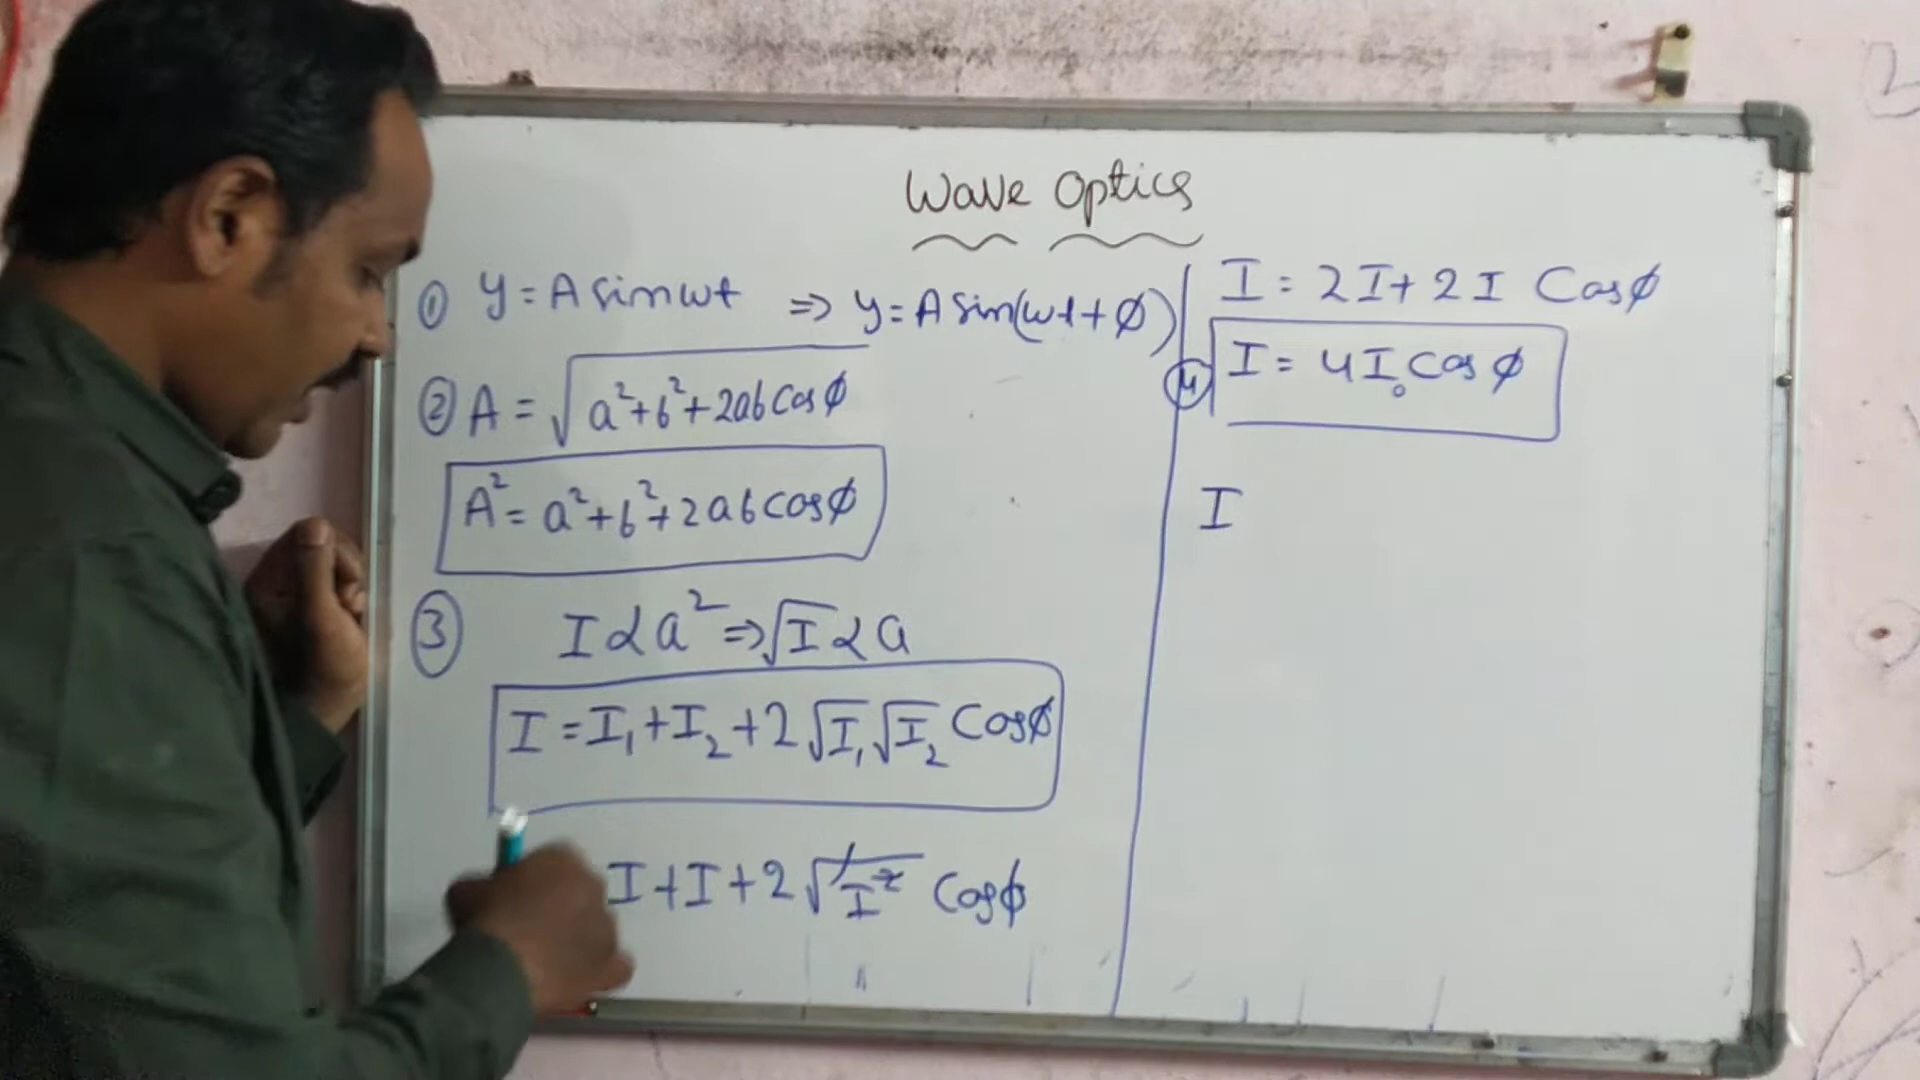 Wave Optics
① y = A sin ωt ⇒ y = A sin(ωt + ϕ)
② A = √(a² + b² + 2ab cos ϕ)
A² = a² + b² + 2ab cos ϕ
③ I α a² ⇒ √I α a
I = I₁ + I₂ + 2√I₁ √I₂ Cos ϕ
I + I + 2√I² Cos ϕ
I = 2I + 2I Cos ϕ
④ I = 4I₀ cos ϕ
I